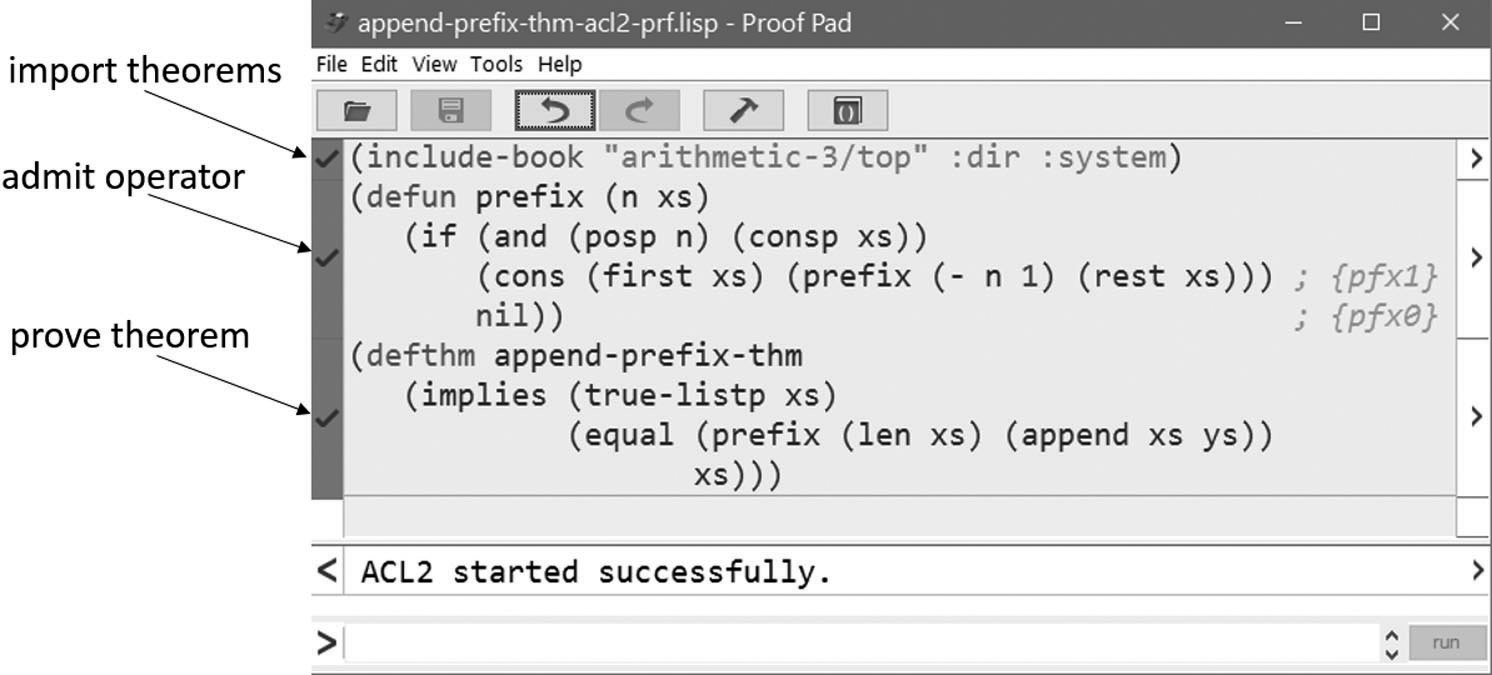 append-prefix-thm-acl2-prf.lisp - Proof Pad
File Edit View Tools Help
import theorems
(include-book "arithmetic-3/top" :dir :system)
admit operator
(defun prefix (n xs)
(if (and (posp n) (consp xs))
(cons (first xs) (prefix (- n 1) (rest xs))) ; {pfx1}
nil)) ; {pfx0}
prove theorem
(defthm append-prefix-thm
(implies (true-listp xs)
(equal (prefix (len xs) (append xs ys))
xs)))
< ACL2 started successfully. >
> run